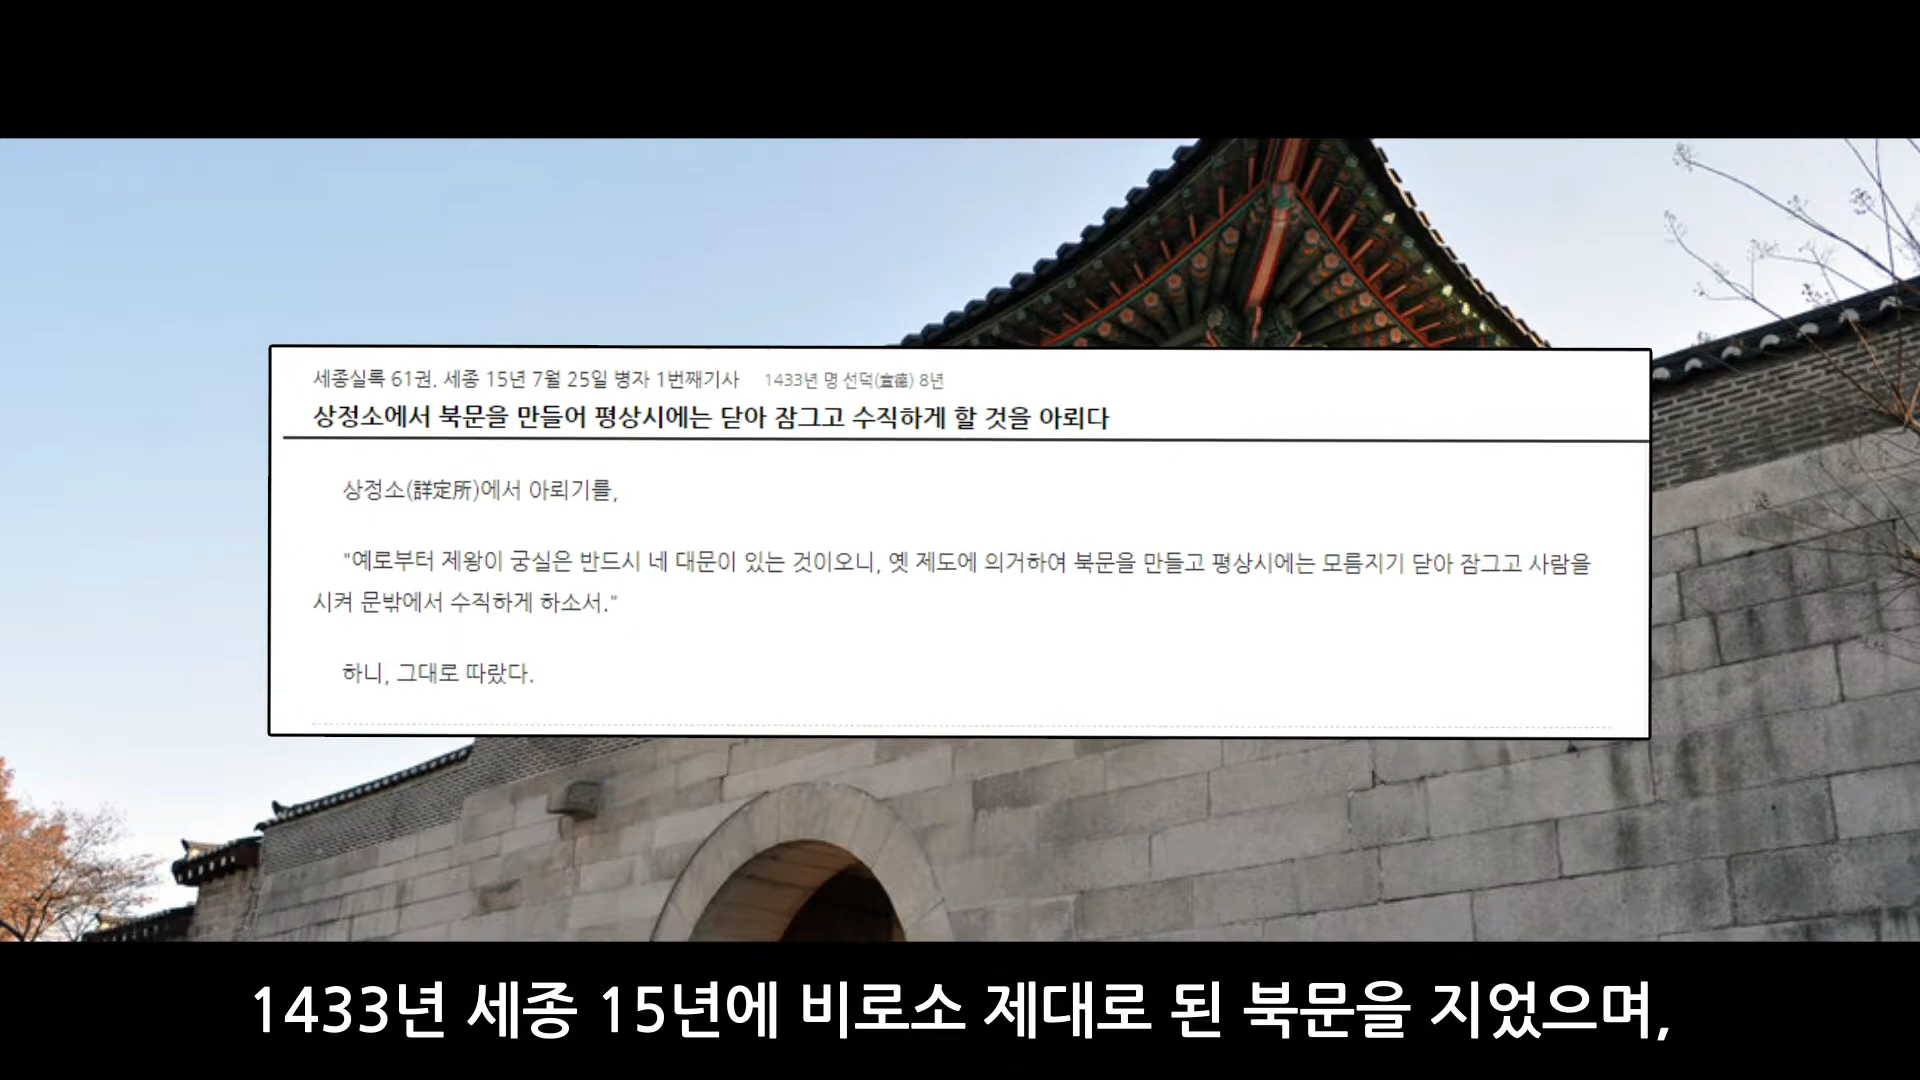 세종실록 61권, 세종 15년 7월 25일 병자 1번째기사 1433년 명 선덕(宣德) 8년
상정소에서 북문을 만들어 평상시에는 닫아 잠그고 수직하게 할 것을 아뢰다
상정소(詳定所)에서 아뢰기를,
"예로부터 제왕이 궁실은 반드시 네 대문이 있는 것이오니, 옛 제도에 의거하여 북문을 만들고 평상시에는 모름지기 닫아 잠그고 사람을
시켜 문밖에서 수직하게 하소서."
하니, 그대로 따랐다.
1433년 세종 15년에 비로소 제대로 된 북문을 지었으며,